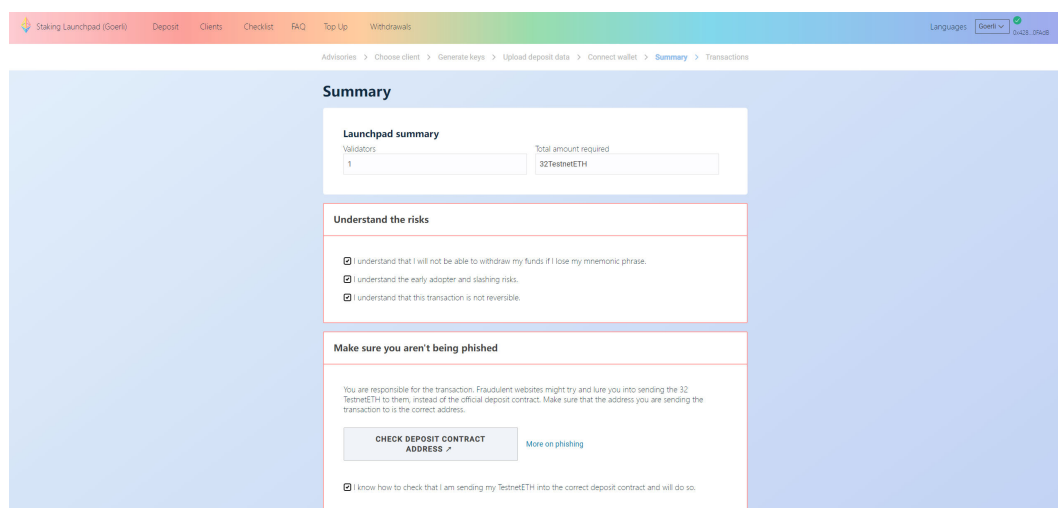 Staking Launchpad (Goerli) Deposit Clients Checklist FAQ Top Up Withdrawals Languages Goerli
0x428...0FAdB
Advisories > Choose client > Generate keys > Upload deposit data > Connect wallet > Summary > Transactions
Summary
Launchpad summary
Validators Total amount required
1 32TestnetETH
Understand the risks
I understand that I will not be able to withdraw my funds if I lose my mnemonic phrase.
I understand the early adopter and slashing risks.
I understand that this transaction is not reversible.
Make sure you aren't being phished
You are responsible for the transaction. Fraudulent websites might try and lure you into sending the 32
TestnetETH to them, instead of the official deposit contract. Make sure that the address you are sending the
transaction to is the correct address.
CHECK DEPOSIT CONTRACT
ADDRESS ↗
More on phishing
I know how to check that I am sending my TestnetETH into the correct deposit contract and will do so.